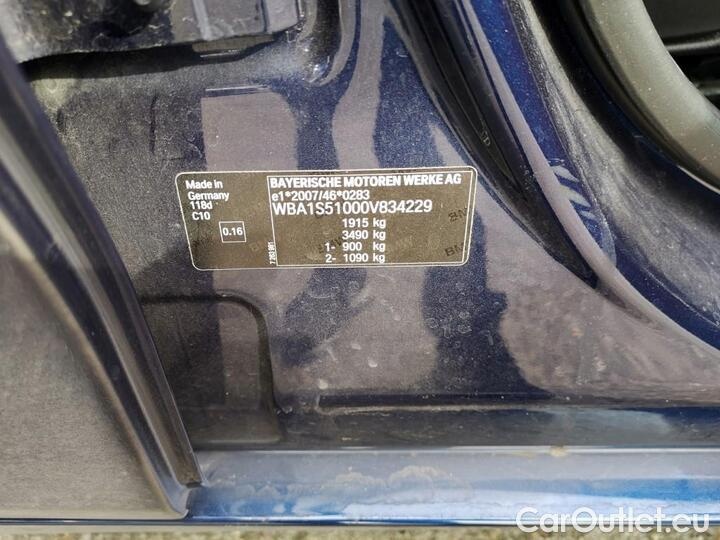 Made in
Germany
118d
C10
0.16
BAYERISCHE MOTOREN WERKE AG
e1*2007/46*0283
WBA1S51000V834229
1915 kg
3490 kg
1- 900 kg
2- 1090 kg
CarOutlet.eu